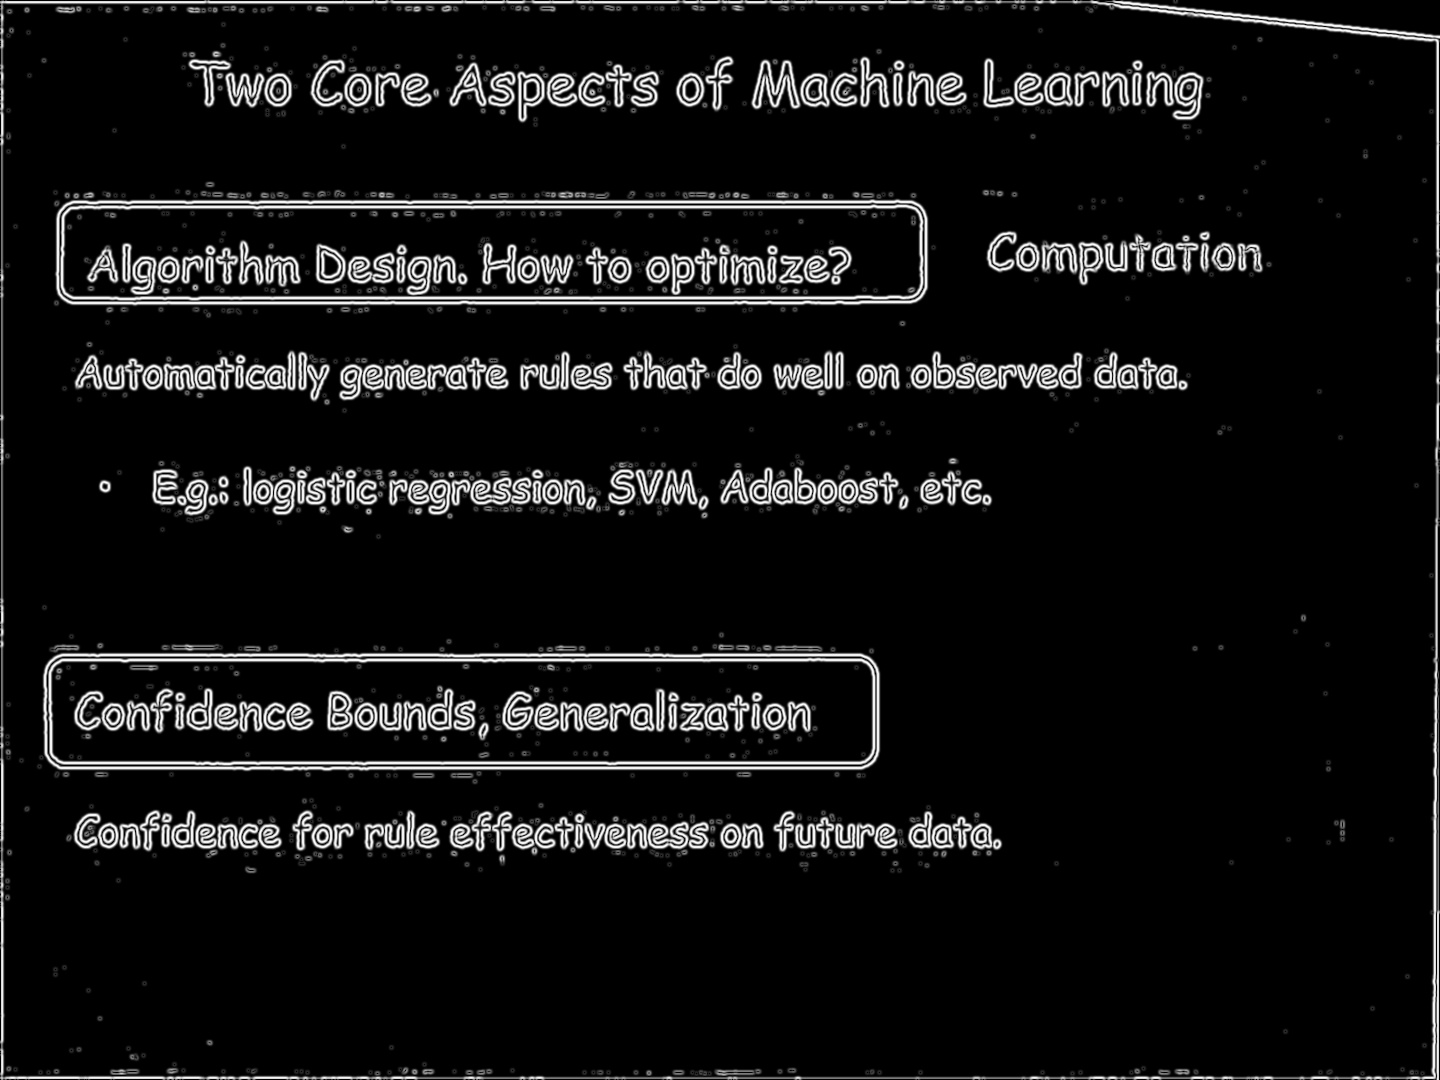 Two Core Aspects of Machine Learning
Algorithm Design. How to optimize?
Computation
Automatically generate rules that do well on observed data.
• E.g.: logistic regression, SVM, Adaboost, etc.
Confidence Bounds, Generalization
Confidence for rule effectiveness on future data.